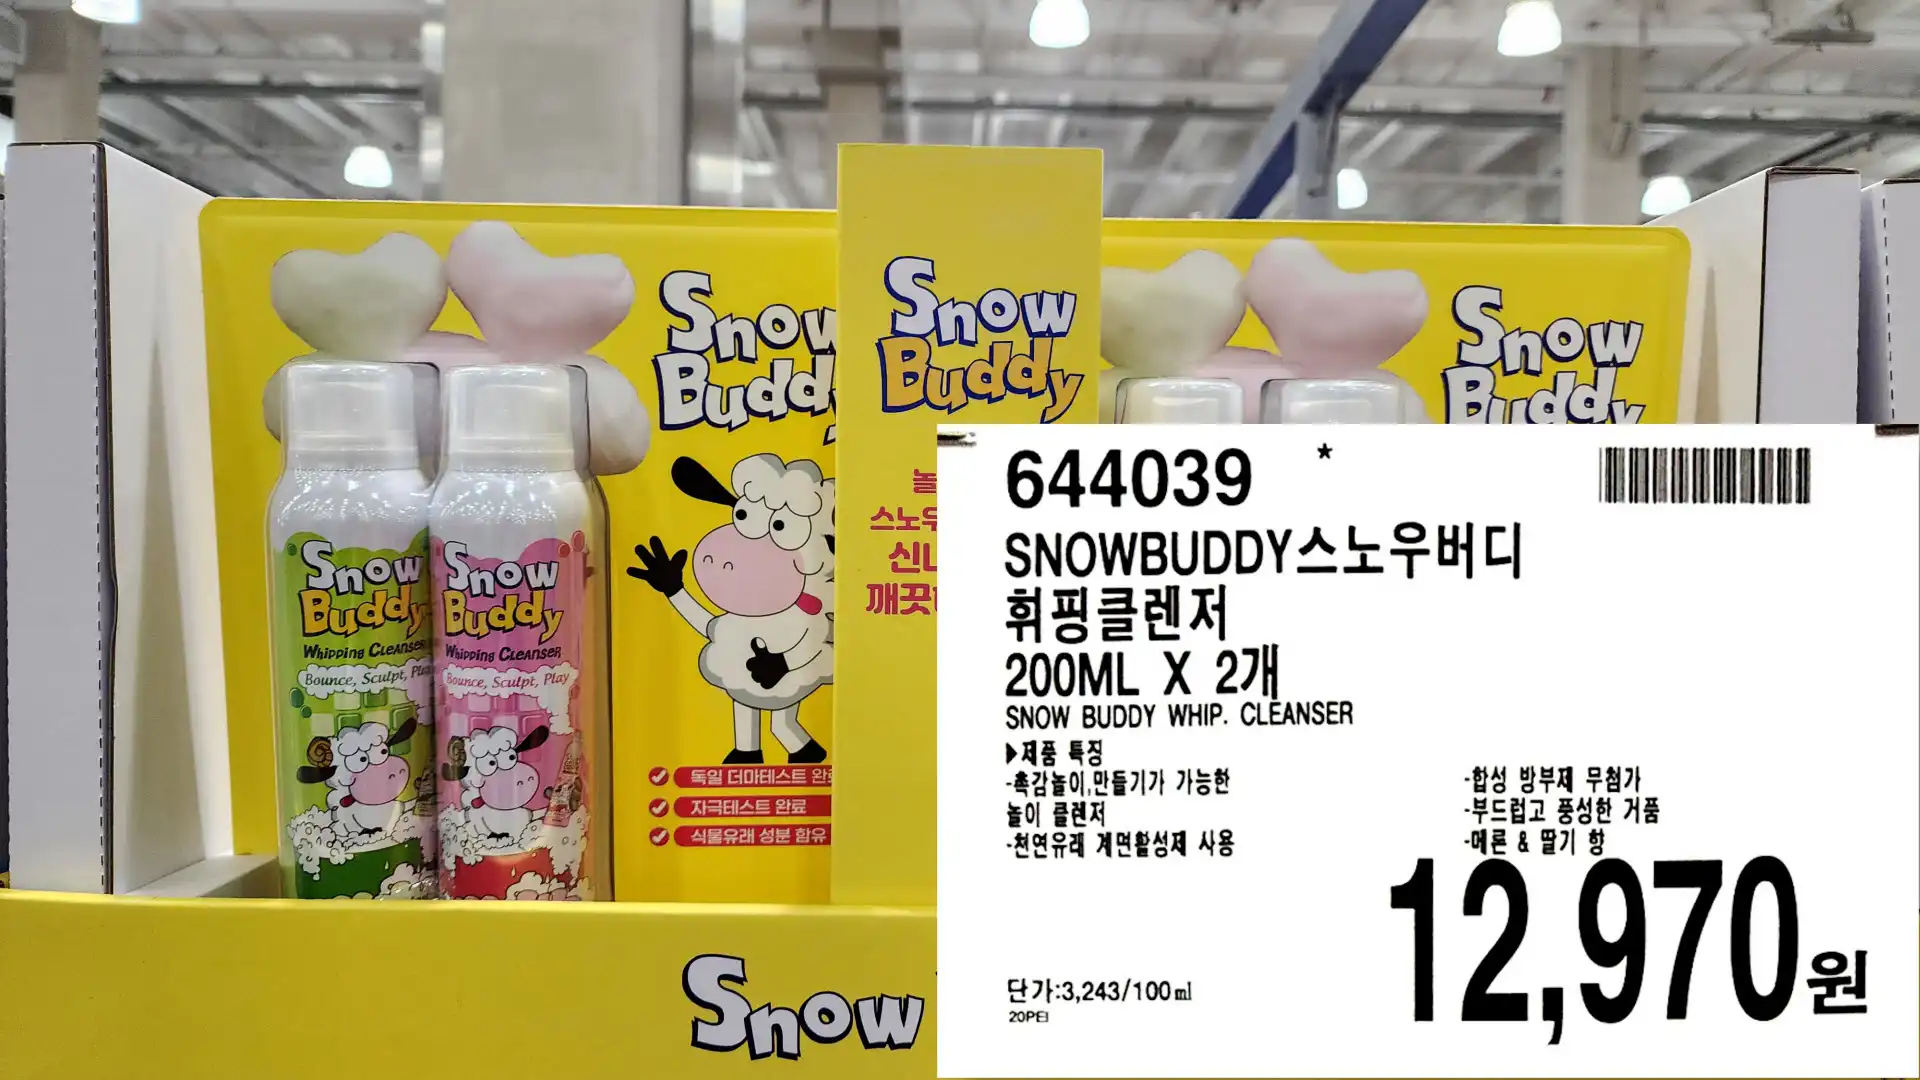 Snow
Buddy
Snow
Buddy
Snow
Buddy
Snow
Buddy
Whipping Cleanser
Bounce, Sculpt,
Snow
Buddy
Whipping Cleanser
Bounce, Sculpt, Play
독일 더마테스트
자극테스트 완료
식물유래 성분 함유
Snow
644039 *
SNOWBUDDY스노우버디
휘핑클렌저
200ML X 2개
SNOW BUDDY WHIP. CLEANSER
▶제품 특징
-촉감놀이,만들기가 가능한
놀이 클렌저
-천연유래 계면활성제 사용
-합성 방부제 무첨가
-부드럽고 풍성한 거품
-메론 & 딸기 향
12,970원
단가:3,243/100㎖
20PEI